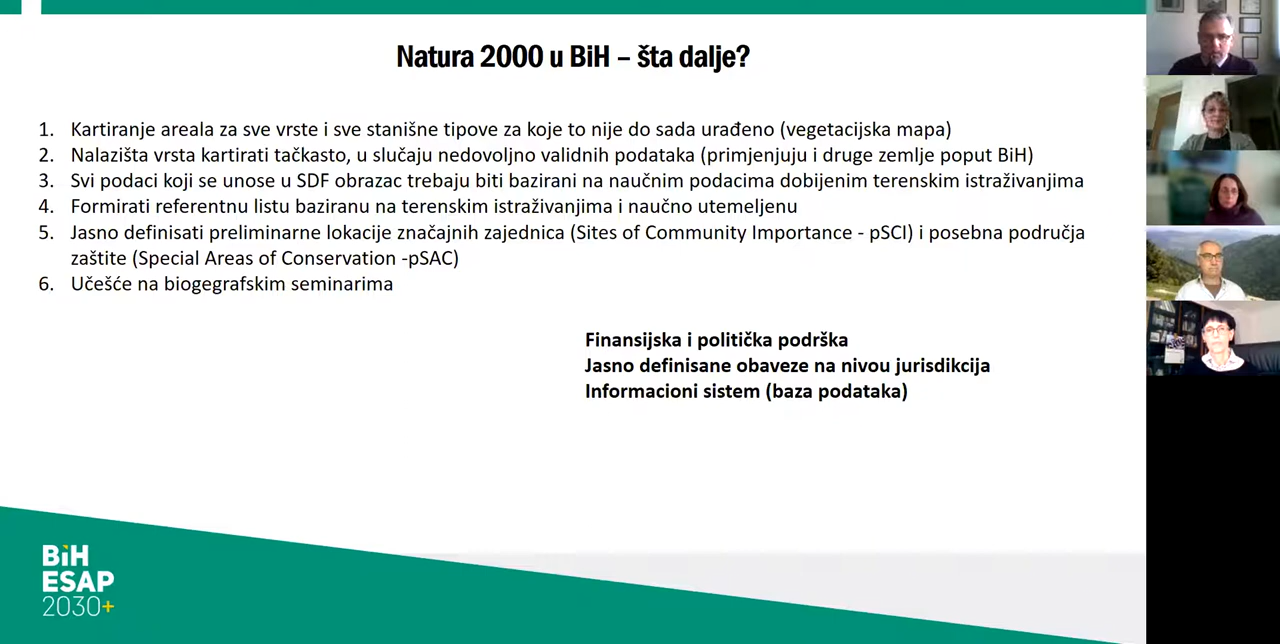 Natura 2000 u BiH – šta dalje?
1. Kartiranje areala za sve vrste i sve stanišne tipove za koje to nije do sada urađeno (vegetacijska mapa)
2. Nalazišta vrsta kartirati tačkasto, u slučaju nedovoljno validnih podataka (primjenjuju i druge zemlje poput BiH)
3. Svi podaci koji se unose u SDF obrazac trebaju biti bazirani na naučnim podacima dobijenim terenskim istraživanjima
4. Formirati referentnu listu baziranu na terenskim istraživanjima i naučno utemeljenu
5. Jasno definisati preliminarne lokacije značajnih zajednica (Sites of Community Importance - pSCI) i posebna područja
zaštite (Special Areas of Conservation -pSAC)
6. Učešće na biogegrafskim seminarima
Finansijska i politička podrška
Jasno definisane obaveze na nivou jurisdikcija
Informacioni sistem (baza podataka)
BiH
ESAP
2030+